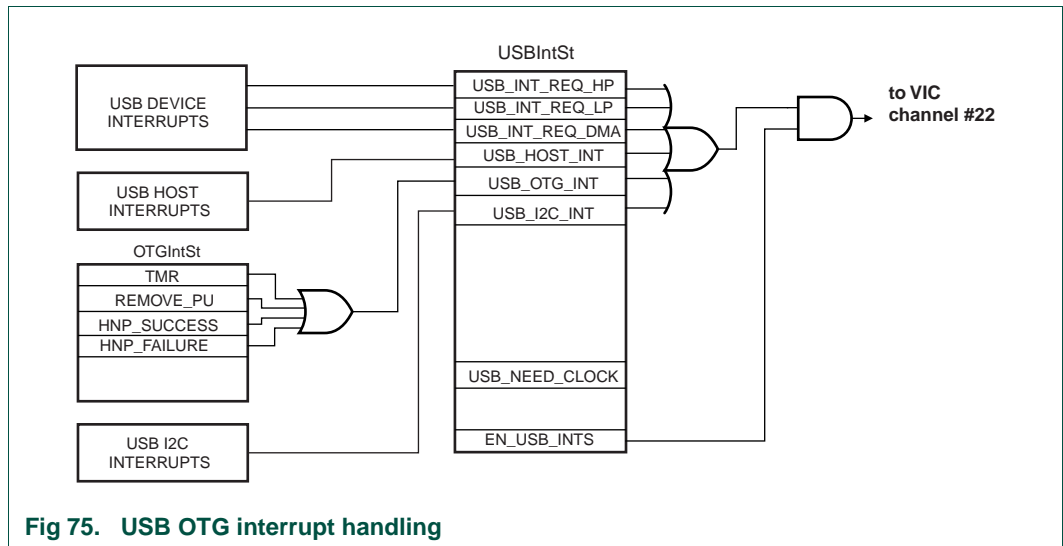 USBIntSt
USB DEVICE
INTERRUPTS
USB_INT_REQ_HP
USB_INT_REQ_LP
USB_INT_REQ_DMA
USB_HOST_INT
USB_OTG_INT
USB_I2C_INT
to VIC
channel #22
USB HOST
INTERRUPTS
OTGIntSt
TMR
REMOVE_PU
HNP_SUCCESS
HNP_FAILURE
USB_NEED_CLOCK
EN_USB_INTS
USB I2C
INTERRUPTS
Fig 75. USB OTG interrupt handling